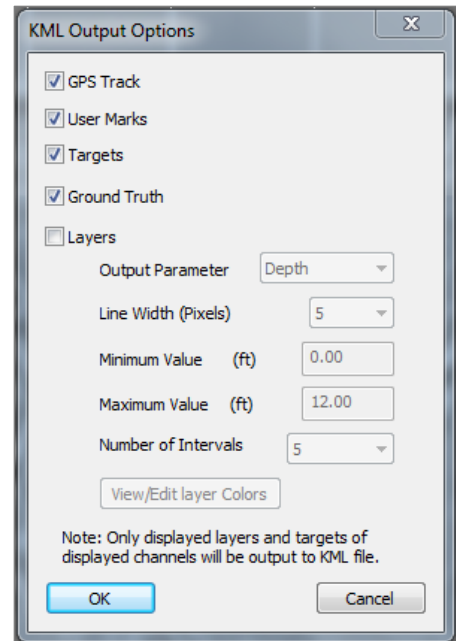 KML Output Options
GPS Track
User Marks
Targets
Ground Truth
Layers
Output Parameter Depth
Line Width (Pixels) 5
Minimum Value (ft) 0.00
Maximum Value (ft) 12.00
Number of Intervals 5
View/Edit layer Colors
Note: Only displayed layers and targets of
displayed channels will be output to KML file.
OK Cancel